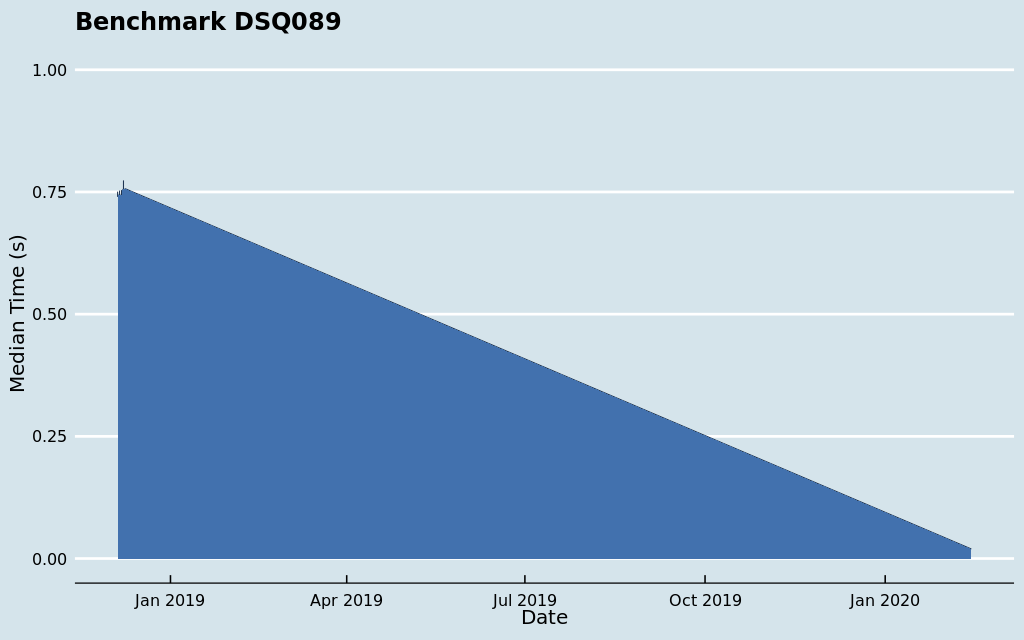 Benchmark DSQ089
1.00
0.75
0.50
0.25
0.00
Median Time (s)
Jan 2019
Apr 2019
Jul 2019
Oct 2019
Jan 2020
Date